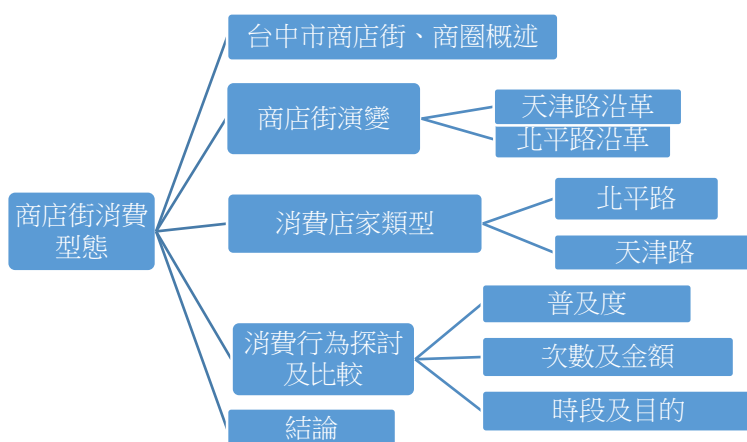 商店街消費
型態
台中市商店街、商圈概述
商店街演變
天津路沿革
北平路沿革
消費店家類型
北平路
天津路
消費行為探討
及比較
普及度
次數及金額
時段及目的
結論